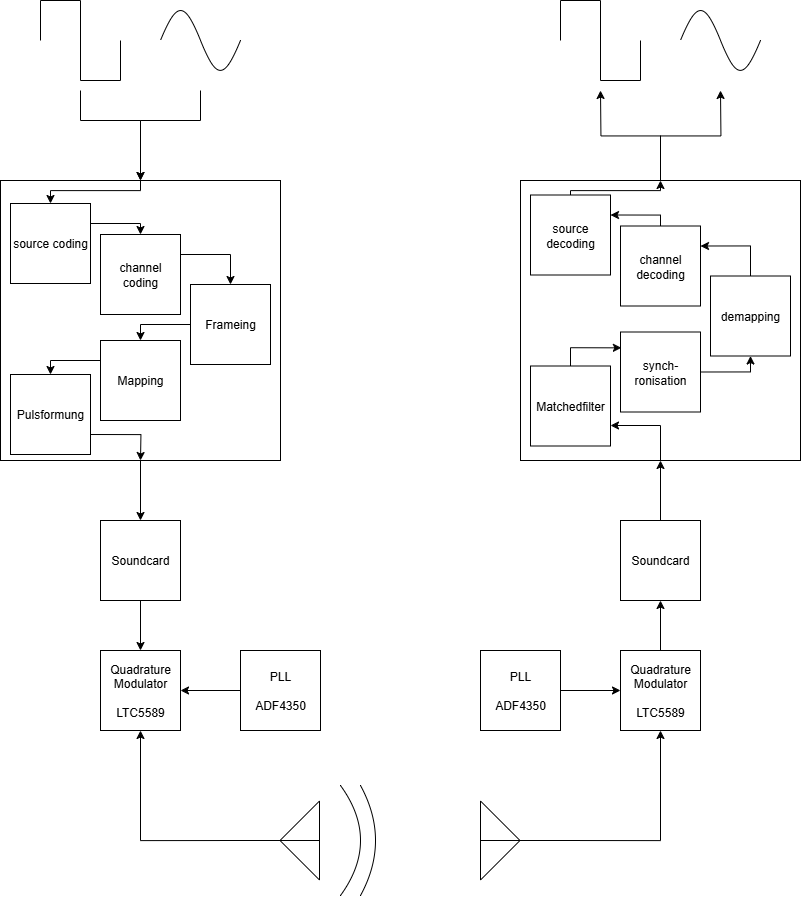 source coding
channel
coding
Frameing
Mapping
Pulsformung
Soundcard
Quadrature
Modulator
LTC5589
PLL
ADF4350
source
decoding
channel
decoding
demapping
synch-
ronisation
Matchedfilter
Soundcard
PLL
ADF4350
Quadrature
Modulator
LTC5589